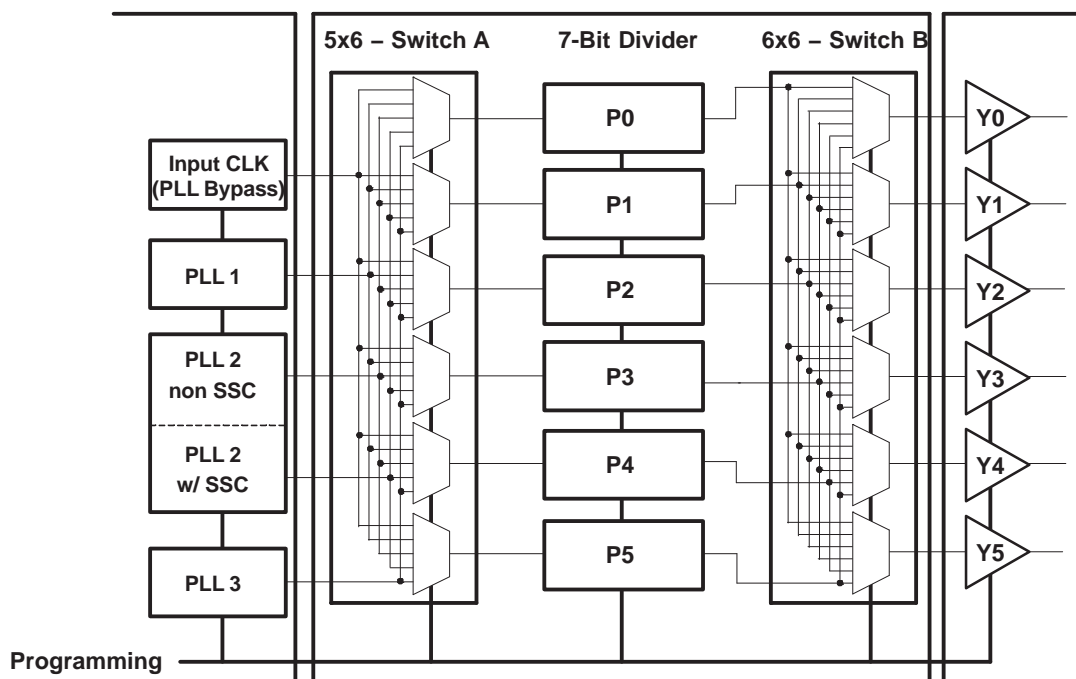 5x6 – Switch A
7-Bit Divider
6x6 – Switch B
Input CLK
(PLL Bypass)
PLL 1
PLL 2
non SSC
PLL 2
w/ SSC
PLL 3
P0
P1
P2
P3
P4
P5
Y0
Y1
Y2
Y3
Y4
Y5
Programming